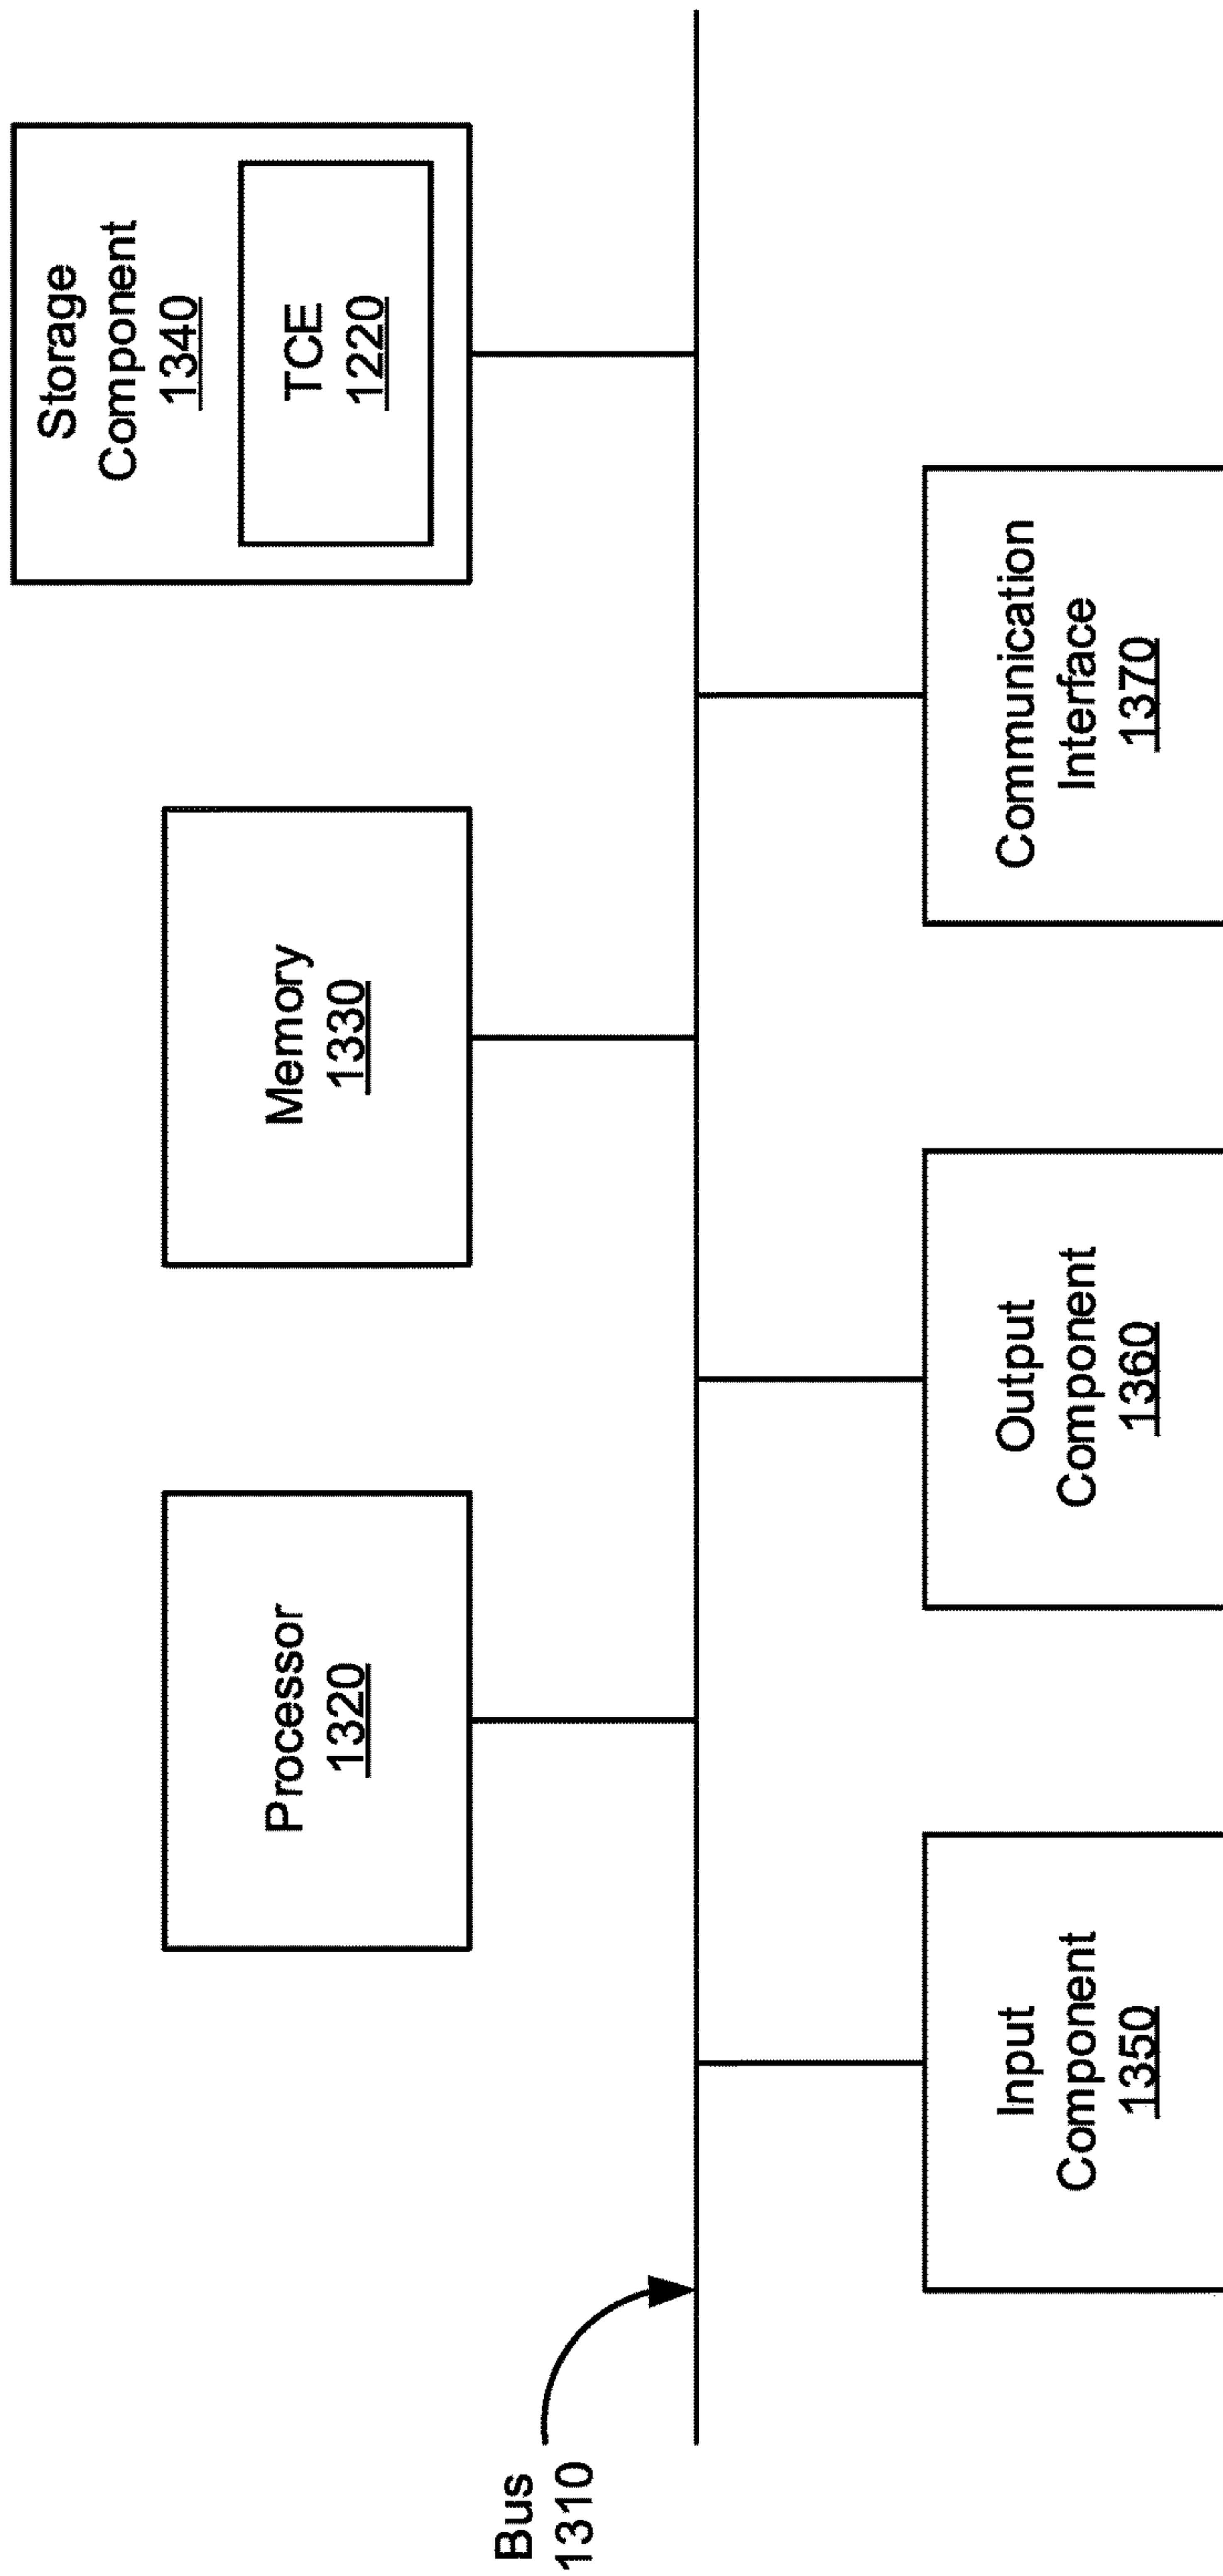 Processor
1320
Memory
1330
Storage
Component
1340
TCE
1220
Bus
1310
Input
Component
1350
Output
Component
1360
Communication
Interface
1370